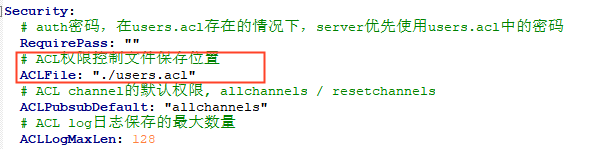 Security:
# auth密码，在users.acl存在的情况下，server优先使用users.acl中的密码
RequirePass: ""
# ACL权限控制文件保存位置
ACLFile: "./users.acl"
# ACL channel的默认权限, allchannels / resetchannels
ACLPubsubDefault: "allchannels"
# ACL log日志保存的最大数量
ACLLogMaxLen: 128